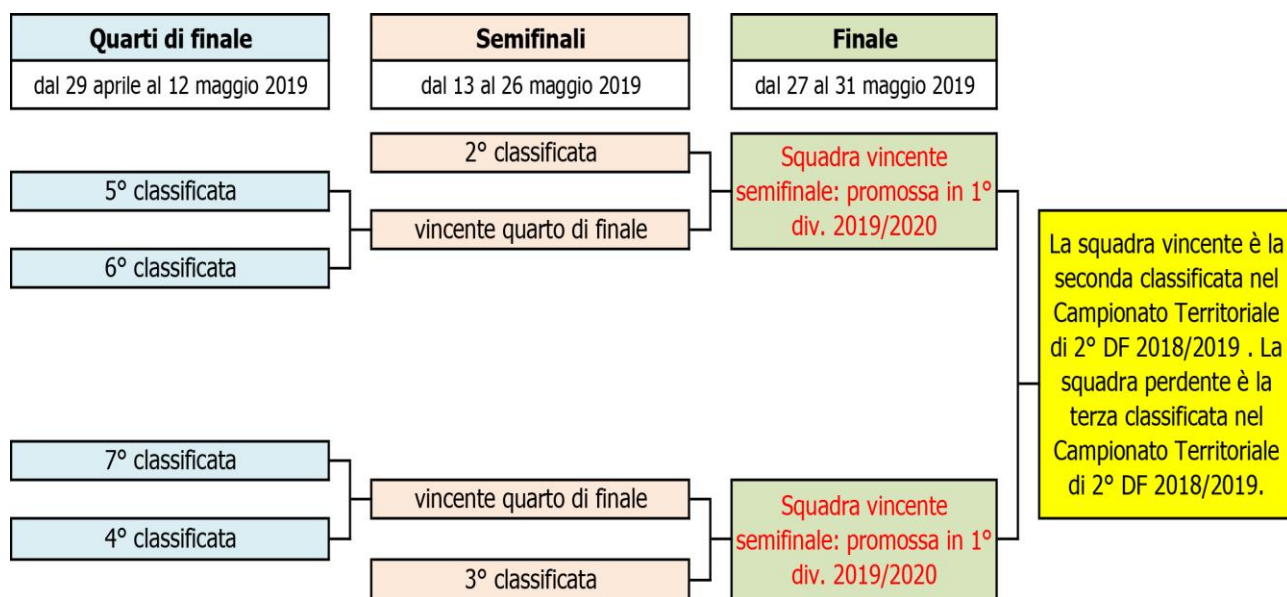 Quarti di finale
dal 29 aprile al 12 maggio 2019
Semifinali
dal 13 al 26 maggio 2019
Finale
dal 27 al 31 maggio 2019
5° classificata
6° classificata
7° classificata
4° classificata
2° classificata
vincente quarto di finale
vincente quarto di finale
3° classificata
Squadra vincente
semifinale: promossa in 1°
div. 2019/2020
Squadra vincente
semifinale: promossa in 1°
div. 2019/2020
La squadra vincente è la
seconda classificata nel
Campionato Territoriale
di 2° DF 2018/2019 . La
squadra perdente è la
terza classificata nel
Campionato Territoriale
di 2° DF 2018/2019.